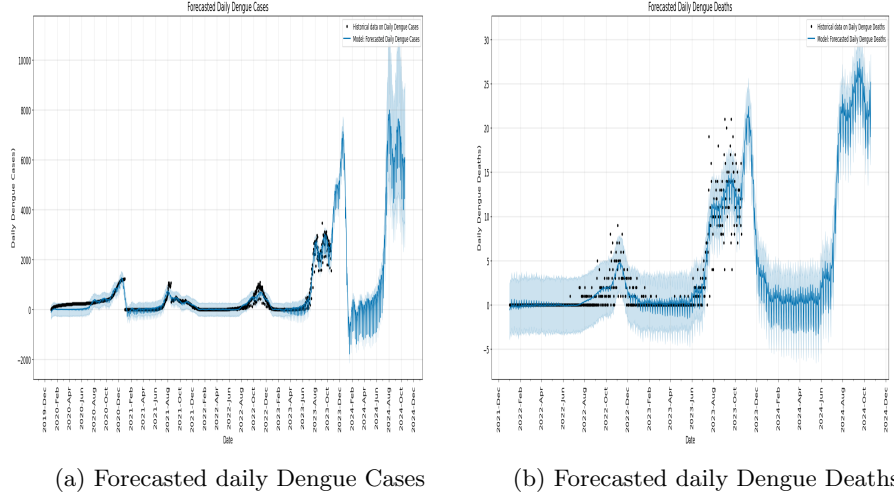 Forecasted Daily Dengue Cases
Historical data on Daily Dengue Cases
Model: Forecasted Daily Dengue Cases
10000
8000
6000
4000
2000
0
−2000
Daily Dengue Cases)
2019-Dec
2020-Feb
2020-Apr
2020-Jun
2020-Aug
2020-Oct
2020-Dec
2021-Feb
2021-Apr
2021-Jun
2021-Aug
2021-Oct
2021-Dec
2022-Feb
2022-Apr
2022-Jun
2022-Aug
2022-Oct
2022-Dec
2023-Feb
2023-Apr
2023-Jun
2023-Aug
2023-Oct
2023-Dec
2024-Feb
2024-Apr
2024-Jun
2024-Aug
2024-Oct
2024-Dec
Date
(a) Forecasted daily Dengue Cases
Forecasted Daily Dengue Deaths
Historical data on Daily Dengue Deaths
Model: Forecasted Daily Dengue Deaths
30
25
20
15
10
5
0
−5
Daily Dengue Deaths)
2021-Dec
2022-Feb
2022-Apr
2022-Jun
2022-Aug
2022-Oct
2022-Dec
2023-Feb
2023-Apr
2023-Jun
2023-Aug
2023-Oct
2023-Dec
2024-Feb
2024-Apr
2024-Jun
2024-Aug
2024-Oct
2024-Dec
Date
(b) Forecasted daily Dengue Deaths